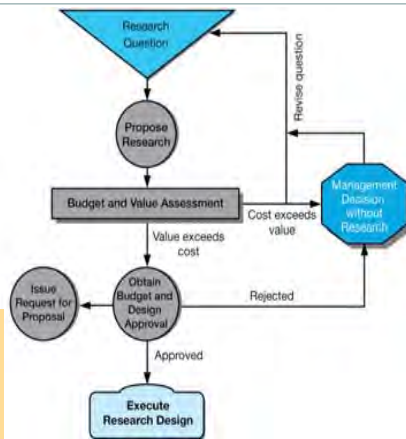 Research
Question
Revise question
Propose
Research
Management
Decision
without
Research
Budget and Value Assessment
Cost exceeds
value
Value exceeds
cost
Issue
Request for
Proposal
Obtain
Budget and
Design
Approval
Rejected
Approved
Execute
Research Design